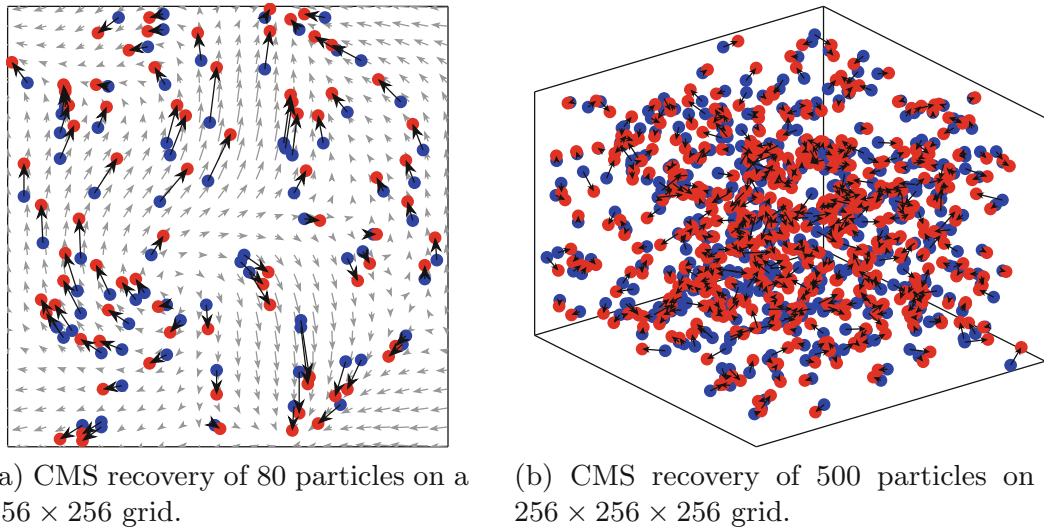 a) CMS recovery of 80 particles on a
56 × 256 grid.
(b) CMS recovery of 500 particles on
256 × 256 × 256 grid.